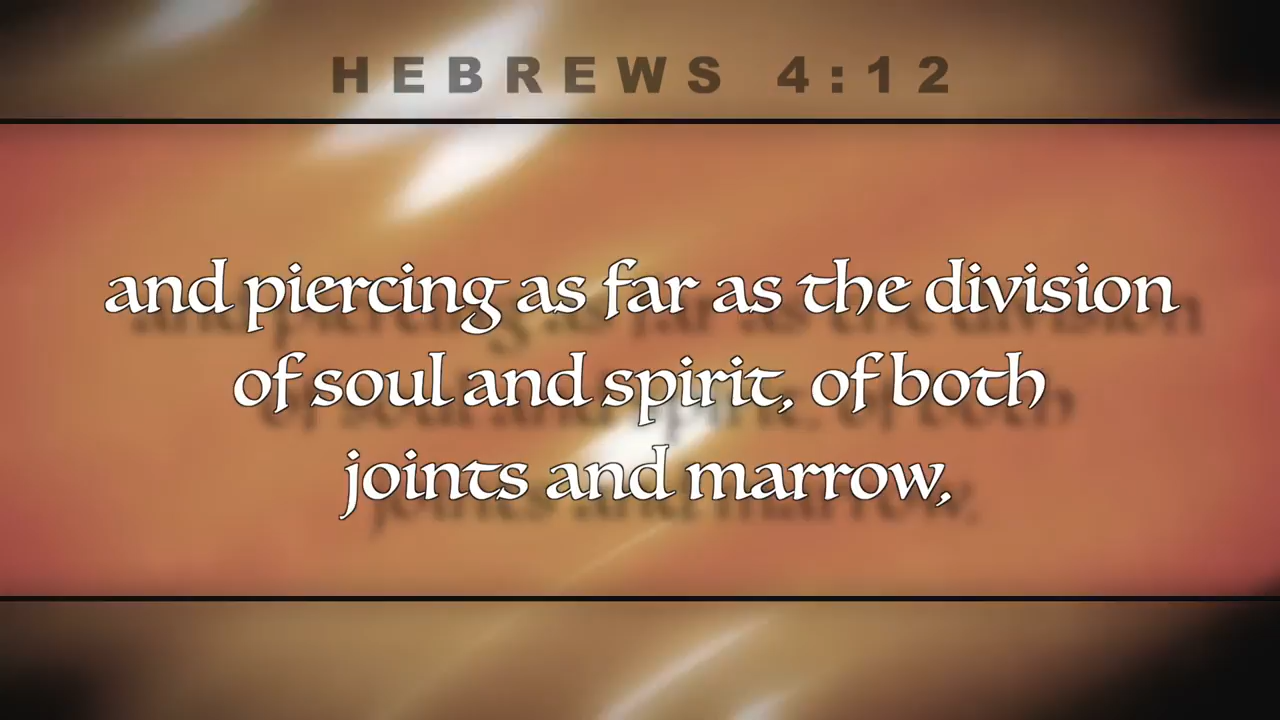 HEBREWS 4:12
and piercing as far as the division
of soul and spirit, of both
joints and marrow,